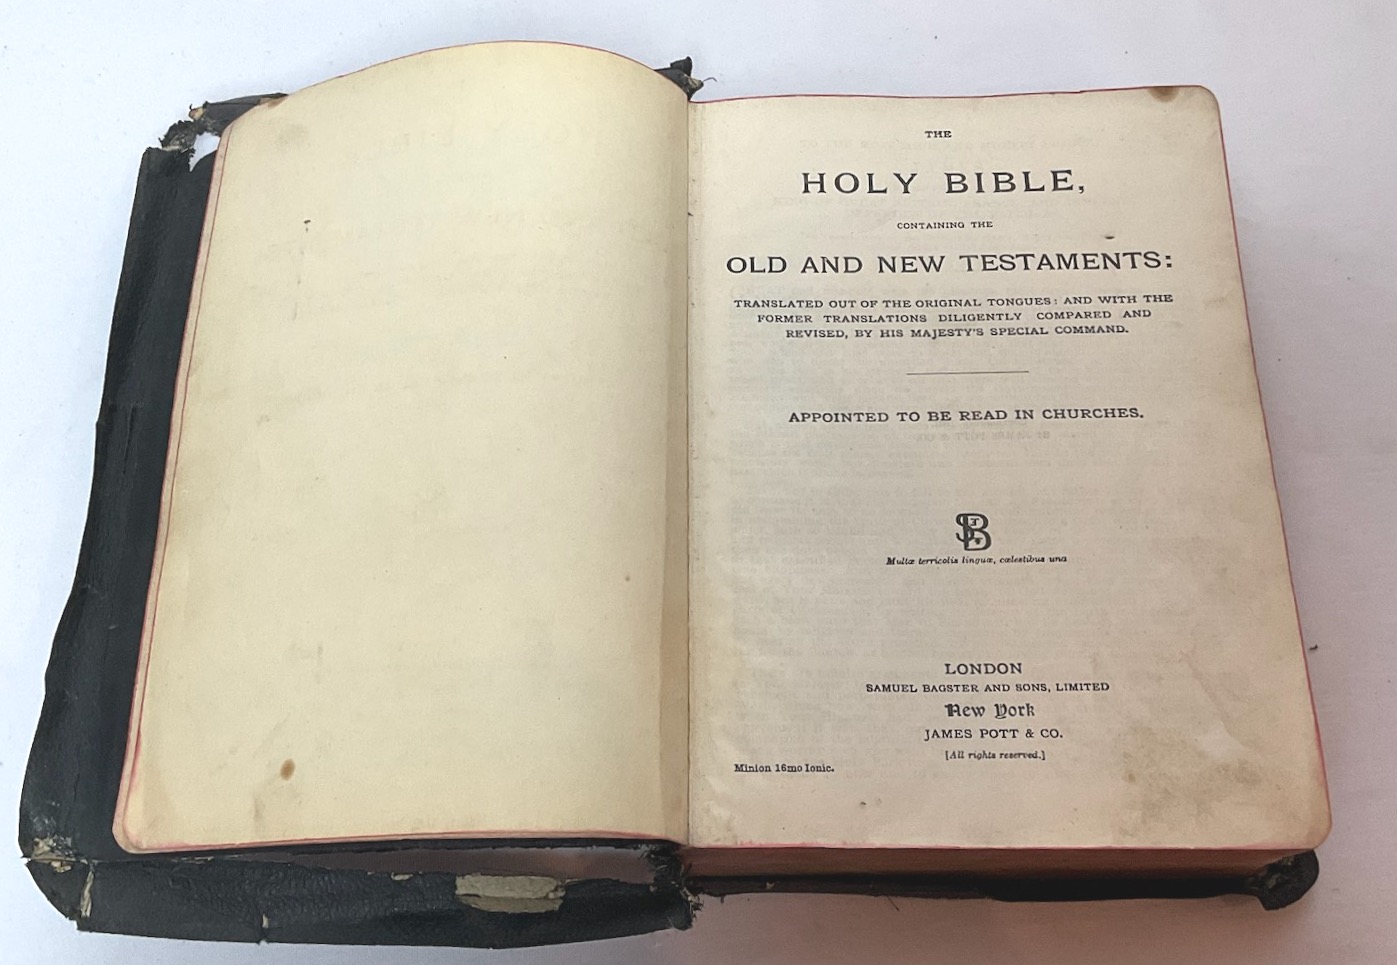 THE
HOLY BIBLE,
CONTAINING THE
OLD AND NEW TESTAMENTS:
TRANSLATED OUT OF THE ORIGINAL TONGUES: AND WITH THE
FORMER TRANSLATIONS DILIGENTLY COMPARED AND
REVISED, BY HIS MAJESTY'S SPECIAL COMMAND.
APPOINTED TO BE READ IN CHURCHES.
SB
Multæ terricolis linguæ, cœlestibus una
LONDON
SAMUEL BAGSTER AND SONS, LIMITED
New York
JAMES POTT & CO.
[All rights reserved.]
Minion 16mo Ionic.